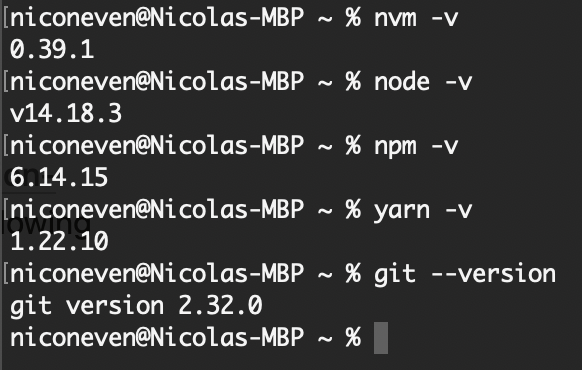 [niconeven@Nicolas-MBP ~ % nvm -v
0.39.1
[niconeven@Nicolas-MBP ~ % node -v
v14.18.3
[niconeven@Nicolas-MBP ~ % npm -v
6.14.15
[niconeven@Nicolas-MBP ~ % yarn -v
1.22.10
[niconeven@Nicolas-MBP ~ % git --version
git version 2.32.0
niconeven@Nicolas-MBP ~ %